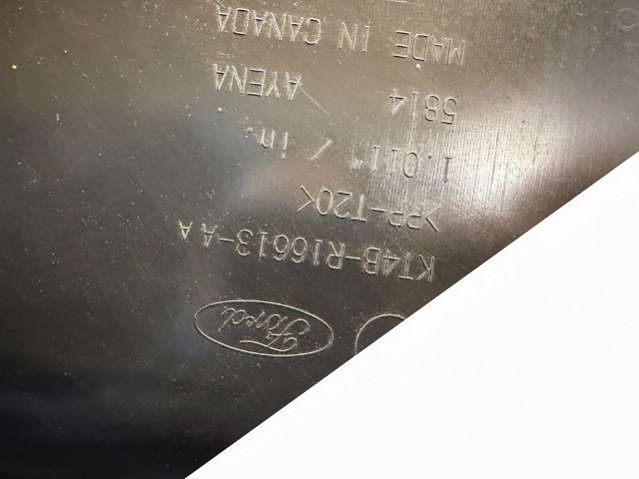 Ford
KT4B-R16613-AA
>PP-T20<
1.011" / in.
5814 AYENA
MADE IN CANADA